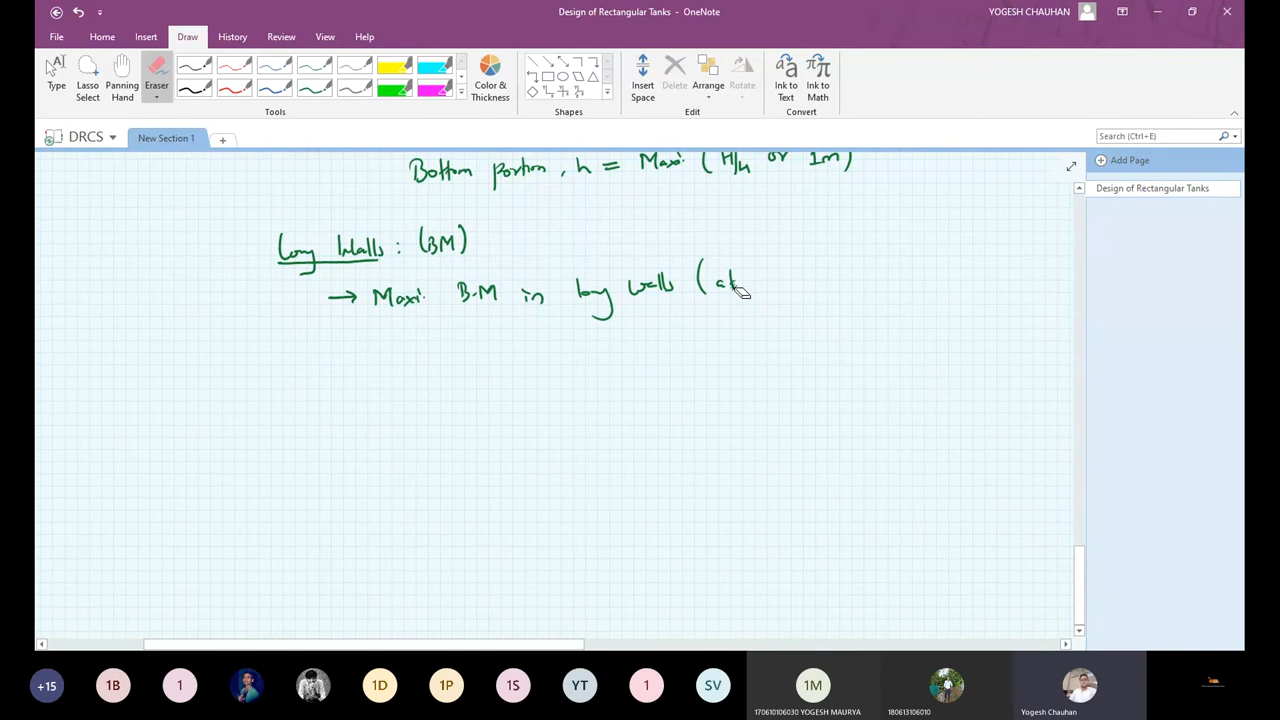 Design of Rectangular Tanks - OneNote
YOGESH CHAUHAN
File Home Insert Draw History Review View Help
Type
Lasso Select
Panning Hand
Eraser
Color & Thickness
Insert Space
Delete
Arrange
Rotate
Ink to Text
Ink to Math
Tools
Shapes
Edit
Convert
DRCS
New Section 1
Search (Ctrl+E)
Add Page
Design of Rectangular Tanks
Bottom portion, h = Maxi. (H/4 or 1m)
Long Walls : (BM)
→ Maxi. B.M in long walls (at
+15
1B
1
1D
1P
1S
YT
1
SV
1M
170610106030 YOGESH MAURYA
180613106010
Yogesh Chauhan